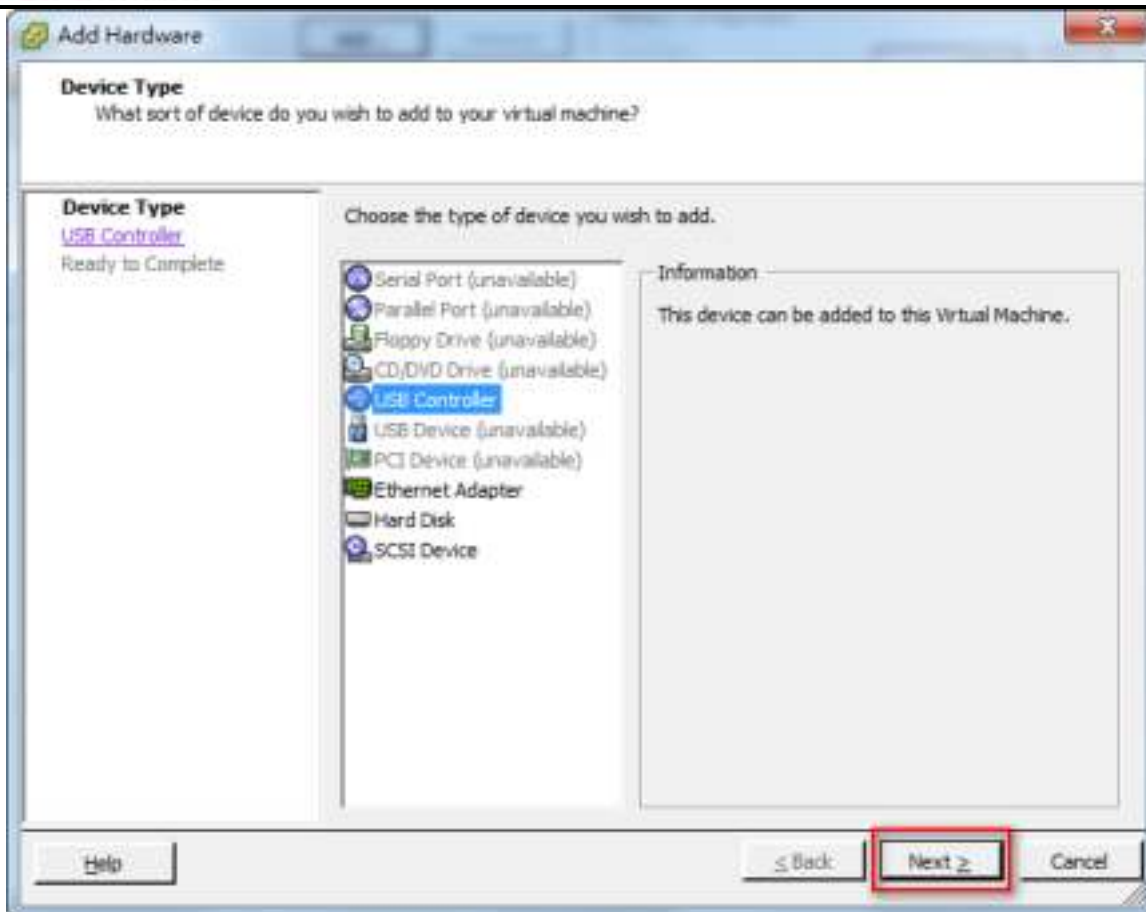 Add Hardware
Device Type
What sort of device do you wish to add to your virtual machine?
Device Type
USB Controller
Ready to Complete
Choose the type of device you wish to add.
Serial Port (unavailable)
Parallel Port (unavailable)
Floppy Drive (unavailable)
CD/DVD Drive (unavailable)
USB Controller
USB Device (unavailable)
PCI Device (unavailable)
Ethernet Adapter
Hard Disk
SCSI Device
Information
This device can be added to this Virtual Machine.
Help
< Back
Next >
Cancel